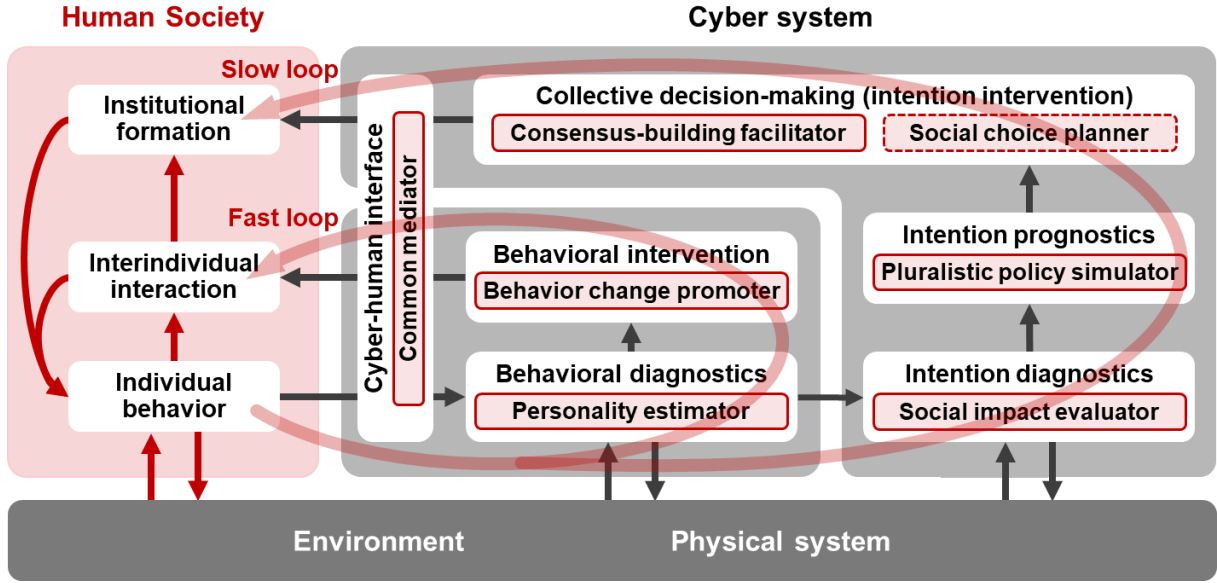 Human Society
Cyber system
Slow loop
Institutional
formation
Fast loop
Interindividual
interaction
Individual
behavior
Cyber-human interface
Common mediator
Collective decision-making (intention intervention)
Consensus-building facilitator
Social choice planner
Behavioral intervention
Behavior change promoter
Behavioral diagnostics
Personality estimator
Intention prognostics
Pluralistic policy simulator
Intention diagnostics
Social impact evaluator
Environment
Physical system